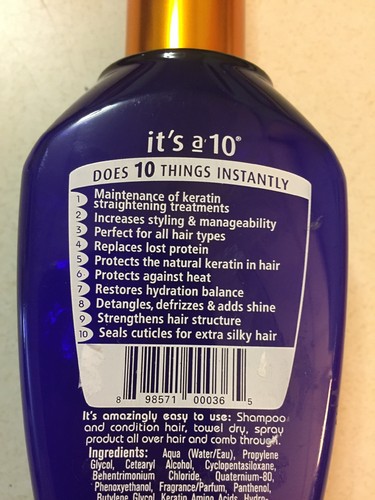 it's a 10®
DOES 10 THINGS INSTANTLY
1 Maintenance of keratin
straightening treatments
2 Increases styling & manageability
3 Perfect for all hair types
4 Replaces lost protein
5 Protects the natural keratin in hair
6 Protects against heat
7 Restores hydration balance
8 Detangles, defrizzes & adds shine
9 Strengthens hair structure
10 Seals cuticles for extra silky hair
8 98571 00036 5
It's amazingly easy to use: Shampoo
and condition hair, towel dry, spray
product all over hair and comb through.
Ingredients: Aqua (Water/Eau), Propylene
Glycol, Cetearyl Alcohol, Cyclopentasiloxane,
Behentrimonium Chloride, Quaternium-80,
Phenoxyethanol, Fragrance/Parfum, Panthenol,
Butylene Glycol, Keratin Amino Acids, Hydro-